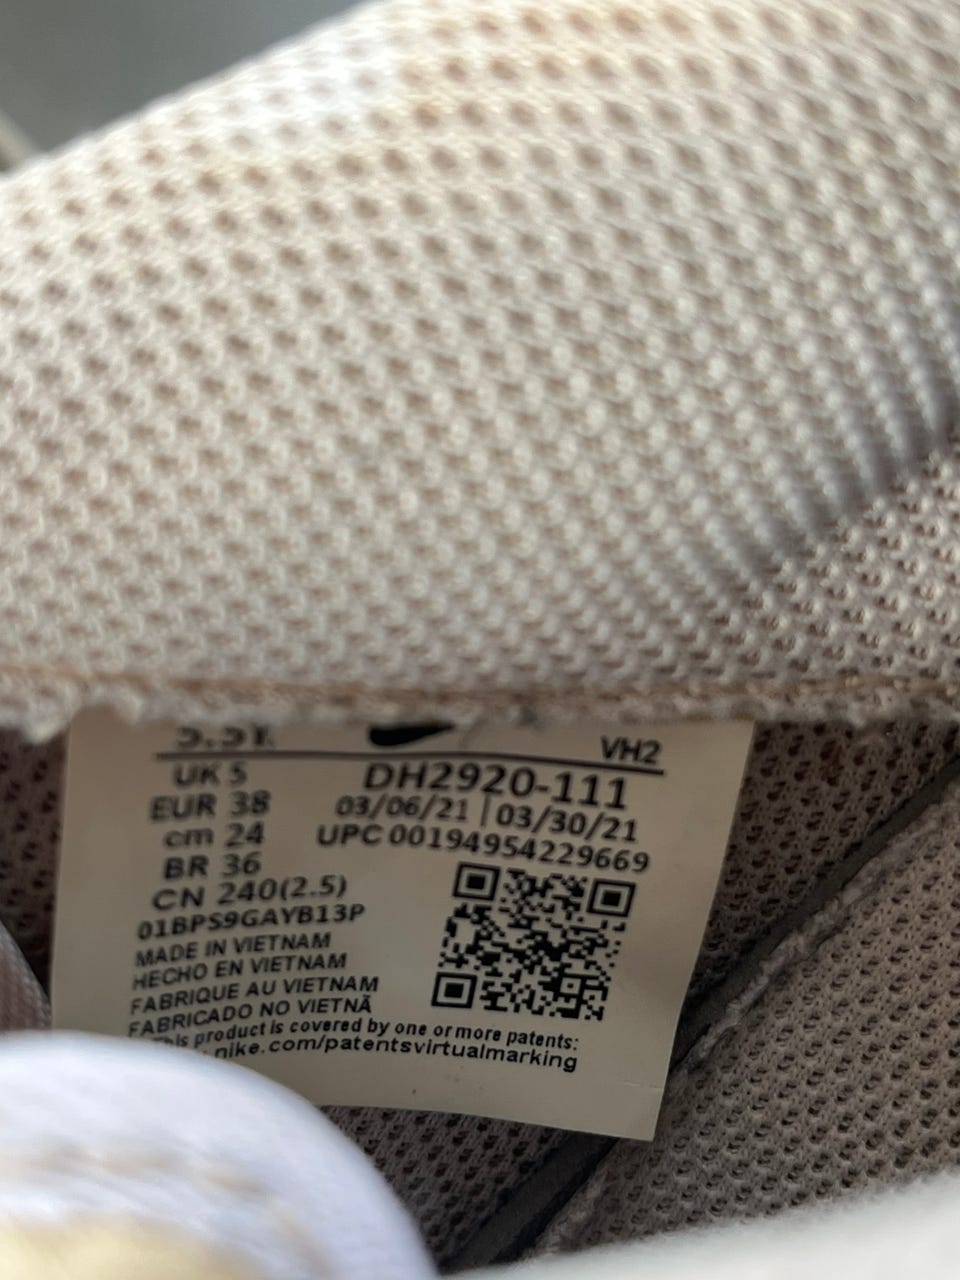 5.5Y
VH2
UK 5
DH2920-111
EUR 38
03/06/21 | 03/30/21
cm 24
UPC 00194954229669
BR 36
CN 240(2.5)
01BPS9GAYB13P
MADE IN VIETNAM
HECHO EN VIETNAM
FABRIQUE AU VIETNAM
FABRICADO NO VIETNÃ
This product is covered by one or more patents:
nike.com/patentsvirtualmarking